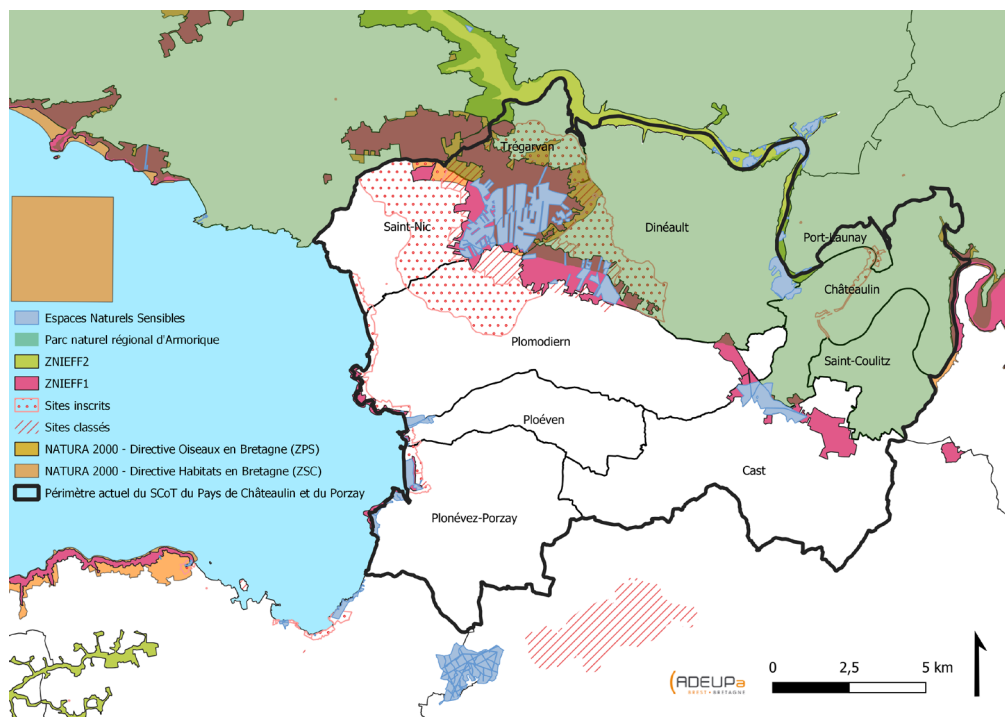 Trégarvan
Saint-Nic
Dinéault
Port-Launay
Châteaulin
Saint-Coulitz
Plomodiern
Ploéven
Cast
Plonévez-Porzay
Espaces Naturels Sensibles
Parc naturel régional d'Armorique
ZNIEFF2
ZNIEFF1
Sites inscrits
Sites classés
NATURA 2000 - Directive Oiseaux en Bretagne (ZPS)
NATURA 2000 - Directive Habitats en Bretagne (ZSC)
Périmètre actuel du SCoT du Pays de Châteaulin et du Porzay
ADEUPa
BREST • BRETAGNE
0 2,5 5 km